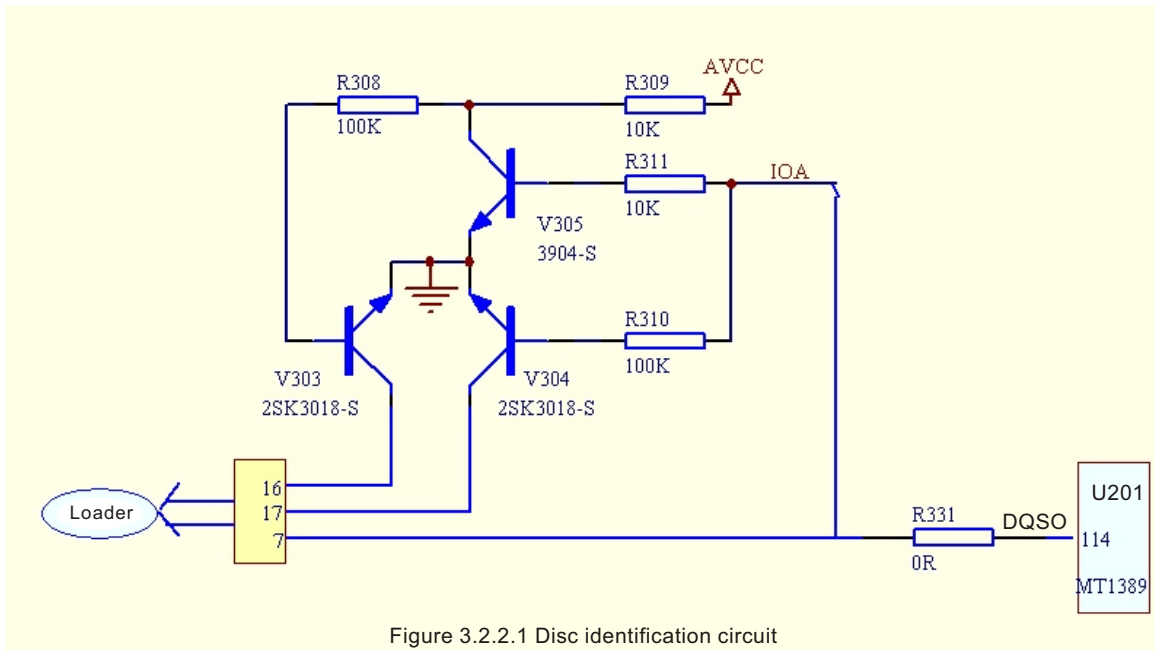 AVCC
R308
R309
100K
10K
R311
IOA
10K
V305
3904-S
R310
100K
V303
V304
2SK3018-S
2SK3018-S
16
17
7
Loader
U201
R331
DQSO
114
0R
MT1389
Figure 3.2.2.1 Disc identification circuit